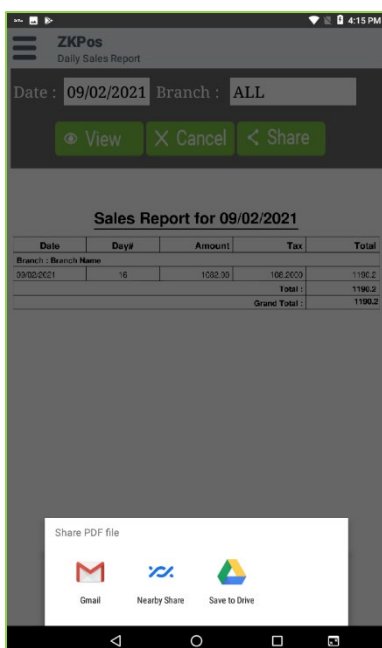 4:15 PM
ZKPos
Daily Sales Report
Date : 09/02/2021 Branch : ALL
View Cancel Share
Sales Report for 09/02/2021
Date Day# Amount Tax Total
Branch : Branch Name
09/02/2021 16 1082.00 108.2000 1190.2
Total : 1190.2
Grand Total : 1190.2
Share PDF file
Gmail Nearby Share Save to Drive